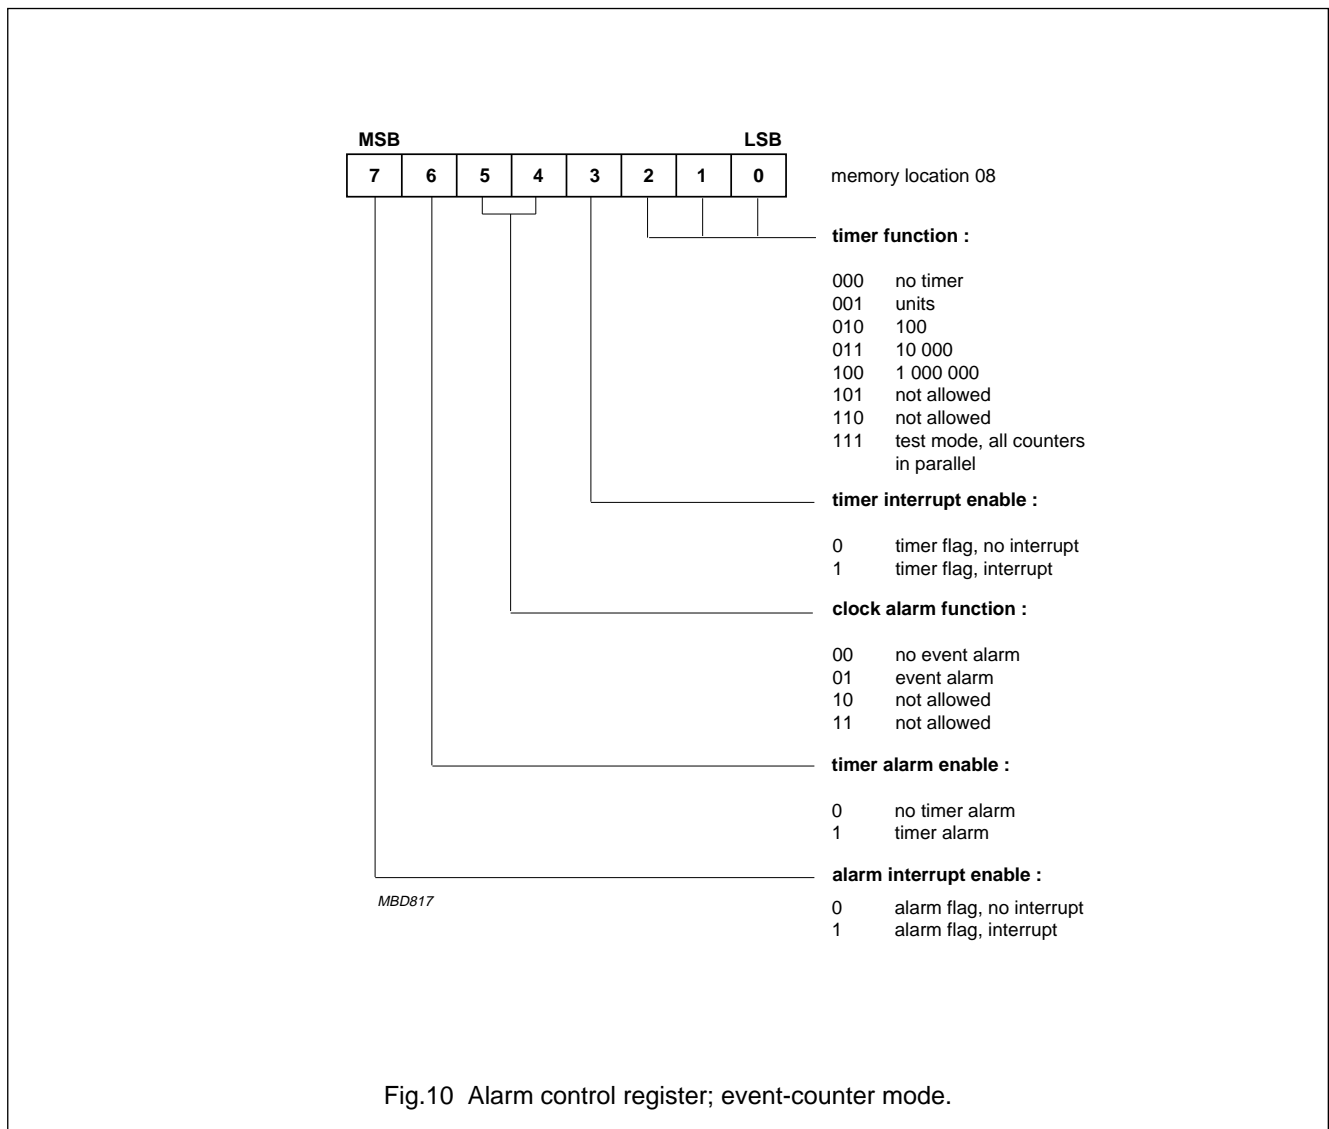 MSB LSB
7 6 5 4 3 2 1 0 memory location 08
timer function :
000 no timer
001 units
010 100
011 10 000
100 1 000 000
101 not allowed
110 not allowed
111 test mode, all counters
in parallel
timer interrupt enable :
0 timer flag, no interrupt
1 timer flag, interrupt
clock alarm function :
00 no event alarm
01 event alarm
10 not allowed
11 not allowed
timer alarm enable :
0 no timer alarm
1 timer alarm
alarm interrupt enable :
0 alarm flag, no interrupt
1 alarm flag, interrupt
MBD817
Fig.10 Alarm control register; event-counter mode.